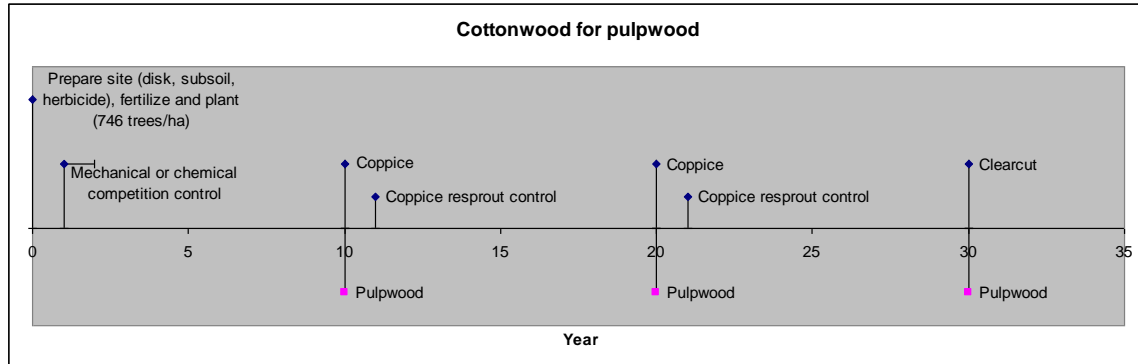 Cottonwood for pulpwood
Prepare site (disk, subsoil,
herbicide), fertilize and plant
(746 trees/ha)
Mechanical or chemical
competition control
Coppice
Coppice resprout control
Coppice
Coppice resprout control
Clearcut
0 5 10 15 20 25 30 35
Pulpwood Pulpwood Pulpwood
Year